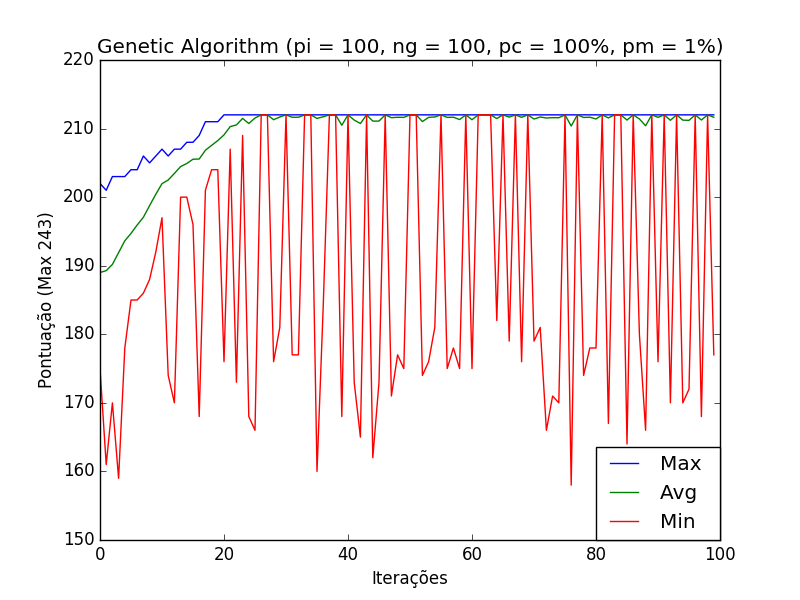 Genetic Algorithm (pi = 100, ng = 100, pc = 100%, pm = 1%)
220
210
200
190
180
170
160
150
Pontuação (Max 243)
Max
Avg
Min
0 20 40 60 80 100
Iterações